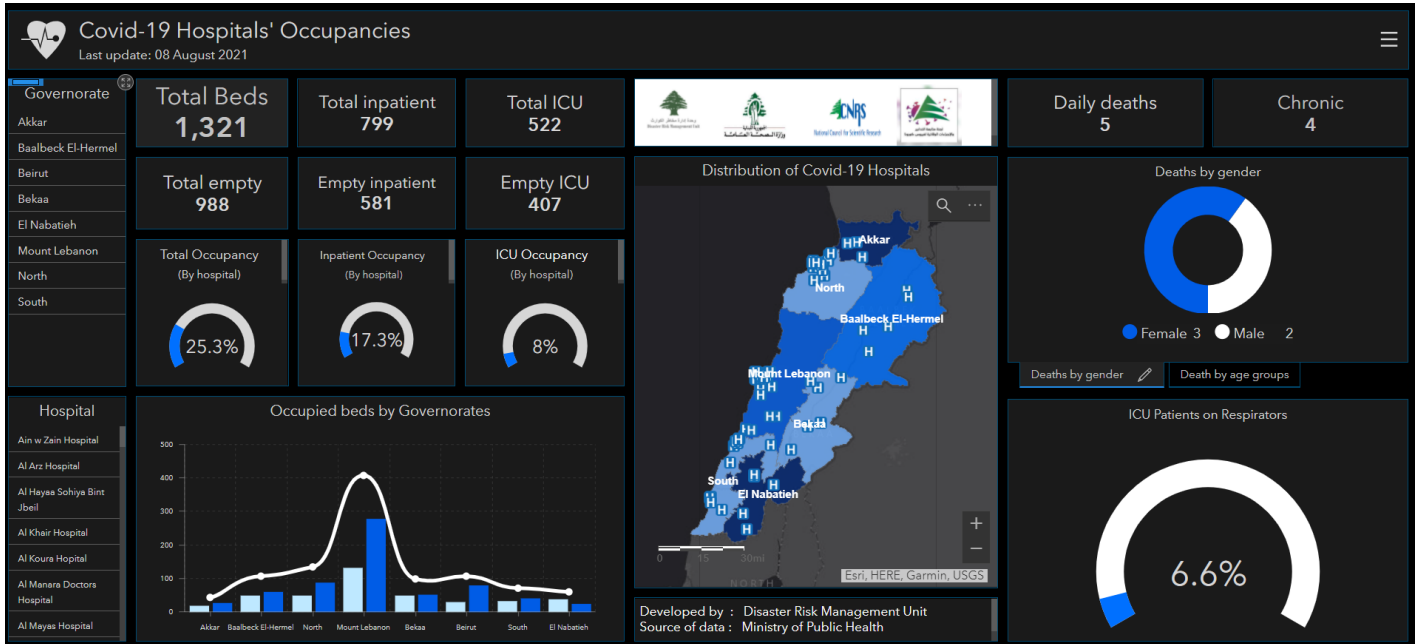 Covid-19 Hospitals' Occupancies
Last update: 08 August 2021
Governorate
Akkar
Baalbeck El-Hermel
Beirut
Bekaa
El Nabatieh
Mount Lebanon
North
South
Total Beds
1,321
Total inpatient
799
Total ICU
522
Total empty
988
Empty inpatient
581
Empty ICU
407
Total Occupancy
(By hospital)
25.3%
Inpatient Occupancy
(By hospital)
17.3%
ICU Occupancy
(By hospital)
8%
Disaster Risk Management Unit
CNRS
National Council for Scientific Research
Distribution of Covid-19 Hospitals
Akkar
North
Baalbeck El-Hermel
Mount Lebanon
Bekaa
South
El Nabatieh
0 15 30mi
NORTH
Esri, HERE, Garmin, USGS
Developed by : Disaster Risk Management Unit
Source of data : Ministry of Public Health
Daily deaths
5
Chronic
4
Deaths by gender
Female 3 Male 2
Deaths by gender
Death by age groups
ICU Patients on Respirators
6.6%
Hospital
Ain w Zain Hospital
Al Arz Hospital
Al Hayaa Sohiya Bint
Jbeil
Al Khair Hospital
Al Koura Hopital
Al Manara Doctors
Hospital
Al Mayas Hospital
Occupied beds by Governorates
500
400
300
200
100
0
Akkar Baalbeck El-Hermel North Mount Lebanon Bekaa Beirut South El Nabatieh